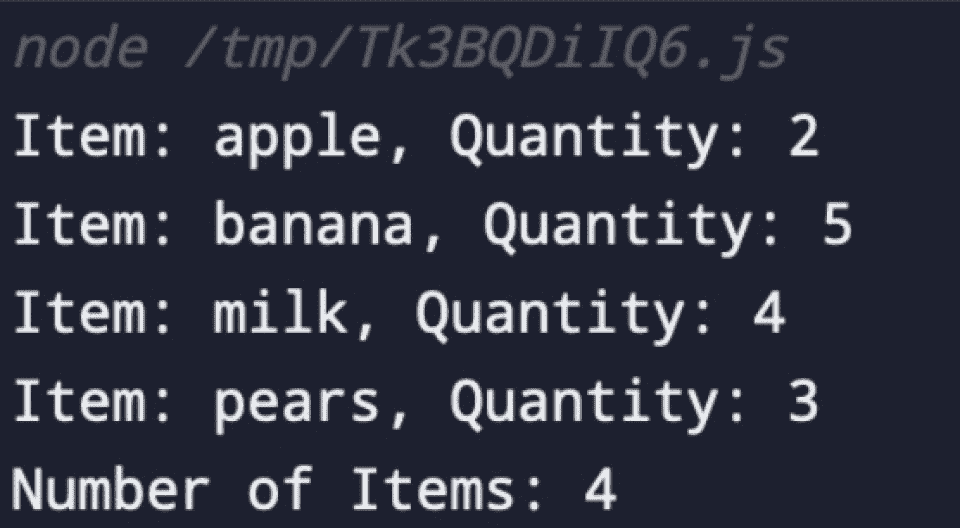 node /tmp/Tk3BQDiIQ6.js
Item: apple, Quantity: 2
Item: banana, Quantity: 5
Item: milk, Quantity: 4
Item: pears, Quantity: 3
Number of Items: 4